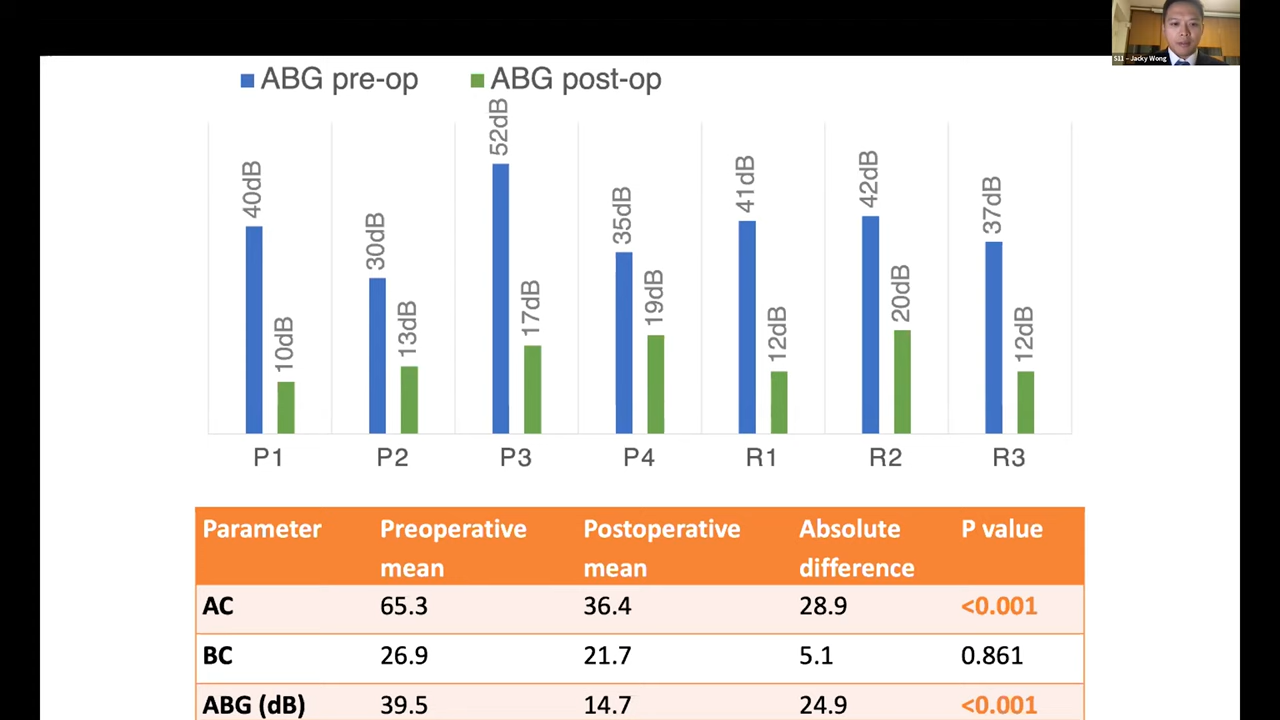 S11 - Jacky Wong
ABG pre-op ABG post-op
40dB 10dB 30dB 13dB 52dB 17dB 35dB 19dB 41dB 12dB 42dB 20dB 37dB 12dB
P1 P2 P3 P4 R1 R2 R3
Parameter Preoperative mean Postoperative mean Absolute difference P value
AC 65.3 36.4 28.9 <0.001
BC 26.9 21.7 5.1 0.861
ABG (dB) 39.5 14.7 24.9 <0.001